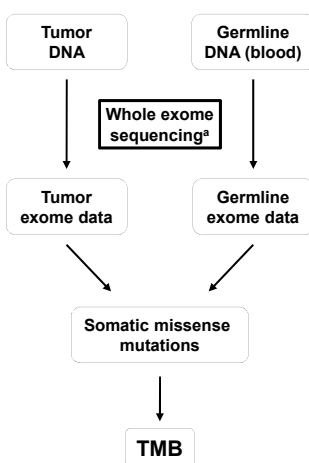 Tumor
DNA
Germline
DNA (blood)
Whole exome
sequencingᵃ
Tumor
exome data
Germline
exome data
Somatic missense
mutations
TMB